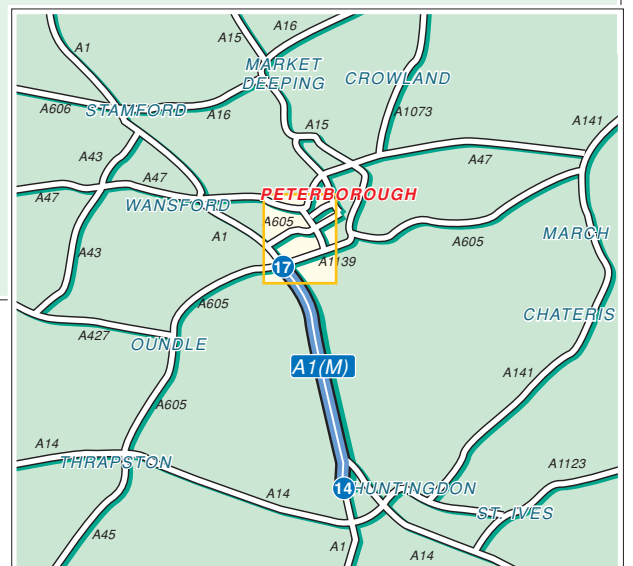 A16
A15
A1
MARKET
DEEPING
CROWLAND
A606
STAMFORD
A16
A1073
A15
A141
A43
A47
A47
PETERBOROUGH
A47
WANSFORD
A605
A1
A605
MARCH
A43
A1139
17
A605
CHATERIS
A427
OUNDLE
A1(M)
A141
A605
A14
THRAPSTON
A1123
A14
14
HUNTINGDON
ST. IVES
A45
A1
A14